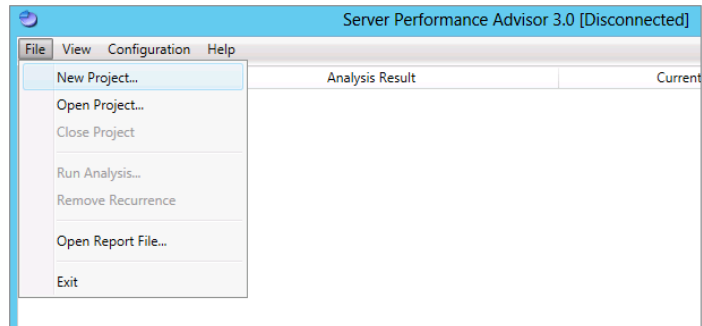 Server Performance Advisor 3.0 [Disconnected]
File View Configuration Help
Analysis Result Current
New Project...
Open Project...
Close Project
Run Analysis...
Remove Recurrence
Open Report File...
Exit